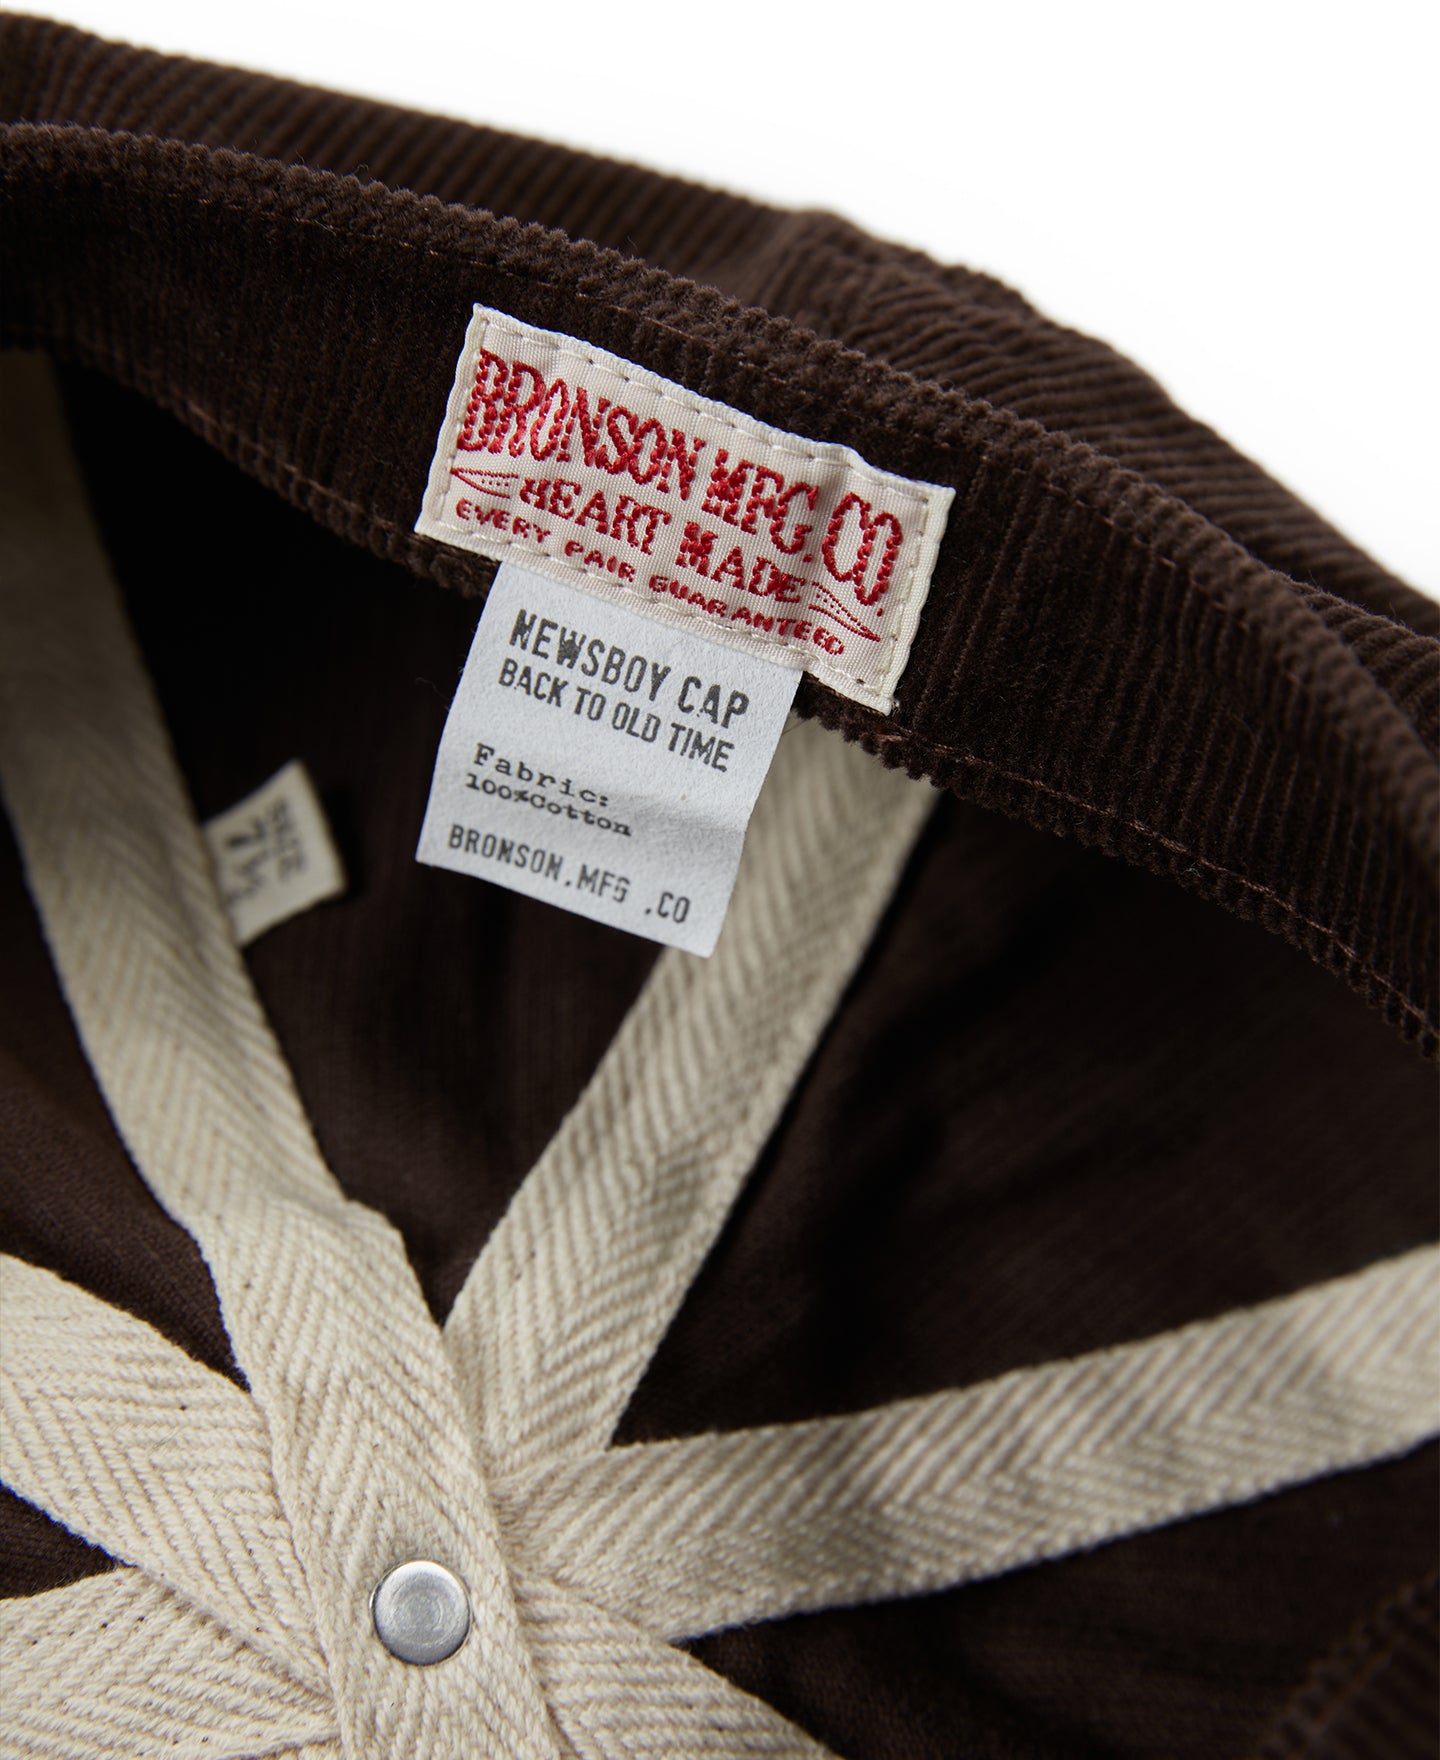 BRONSON MFG. CO.
HEART MADE
EVERY PAIR GUARANTEED
NEWSBOY CAP
BACK TO OLD TIME
Fabric:
100%Cotton
BRONSON.MFG .CO
SIZE